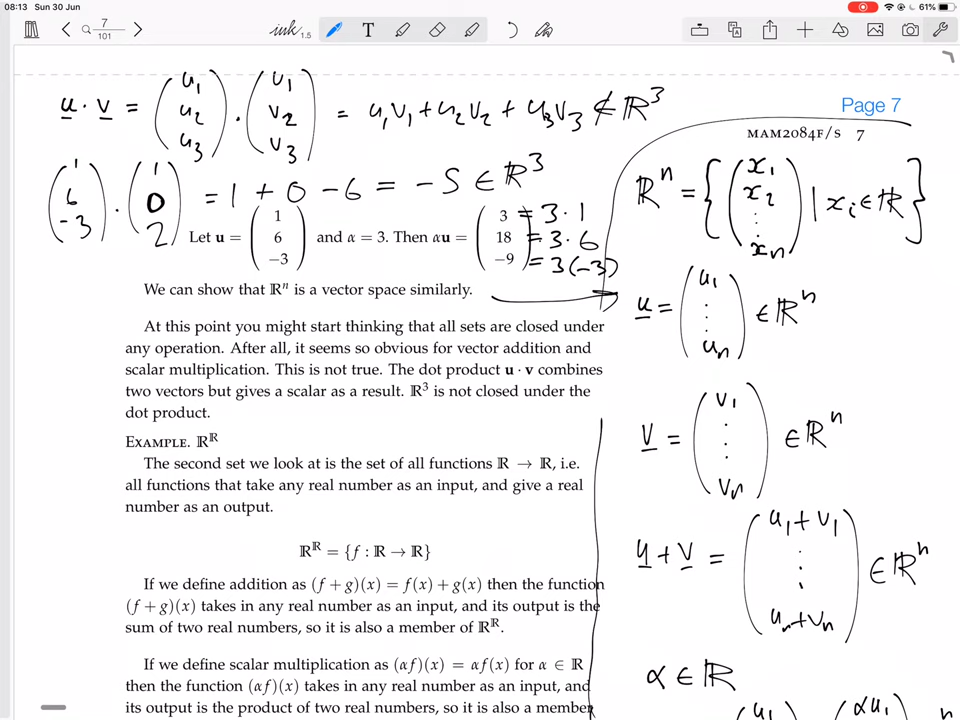 08:13 Sun 30 Jun 61%
7
101
ink 1.5 T
u · v = (u1 u2 u3) · (v1 v2 v3) = u1v1 + u2v2 + u3v3 ∉ ℝ^3
Page 7
MAM2084F/S 7
(1 6 -3) · (1 0 2) = 1 + 0 - 6 = -5 ∈ ℝ^3
Let u = (1 6 −3) and α = 3. Then αu = (3 18 −9)
= 3·1
= 3·6
= 3(-3)
We can show that ℝ^n is a vector space similarly.
At this point you might start thinking that all sets are closed under
any operation. After all, it seems so obvious for vector addition and
scalar multiplication. This is not true. The dot product u · v combines
two vectors but gives a scalar as a result. ℝ^3 is not closed under the
dot product.
EXAMPLE. ℝ^ℝ
The second set we look at is the set of all functions ℝ → ℝ, i.e.
all functions that take any real number as an input, and give a real
number as an output.
ℝ^ℝ = {f : ℝ → ℝ}
If we define addition as (f + g)(x) = f(x) + g(x) then the function
(f + g)(x) takes in any real number as an input, and its output is the
sum of two real numbers, so it is also a member of ℝ^ℝ.
If we define scalar multiplication as (αf)(x) = αf(x) for α ∈ ℝ
then the function (αf)(x) takes in any real number as an input, and
its output is the product of two real numbers, so it is also a member
ℝ^n = {(x1 x2 ⋮ xn) | xi ∈ ℝ}
u = (u1 ⋮ un) ∈ ℝ^n
v = (v1 ⋮ vn) ∈ ℝ^n
u + v = (u1 + v1 ⋮ un + vn) ∈ ℝ^n
α ∈ ℝ
(u1 (αu1 n